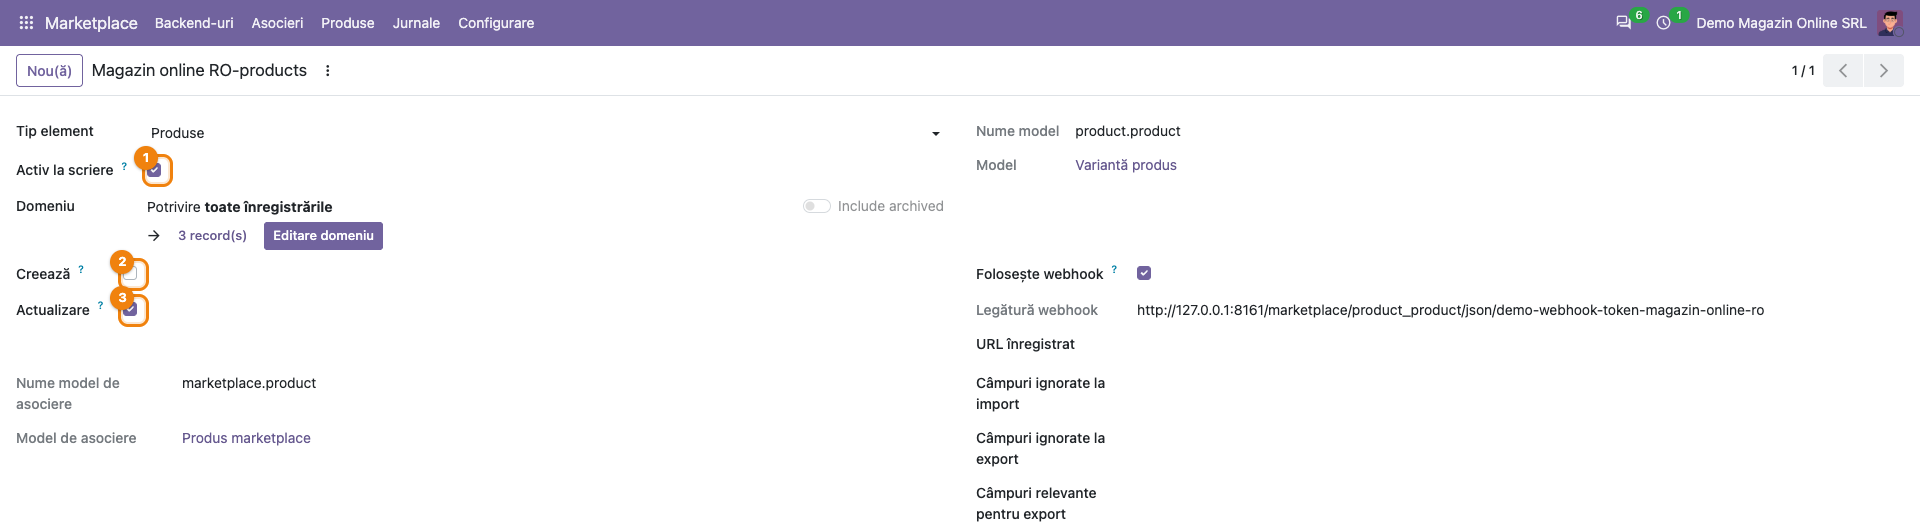 Marketplace Backend-uri Asocieri Produse Jurnale Configurare 6 1 Demo Magazin Online SRL
Nou(ă) Magazin online RO-products 1 / 1
Tip element Produse
Nume model product.product
Activ la scriere ? 1
Model Variantă produs
Domeniu Potrivire toate înregistrările Include archived
3 record(s) Editare domeniu
Creează ? 2
Folosește webhook ?
Actualizare ? 3
Legătură webhook http://127.0.0.1:8161/marketplace/product_product/json/demo-webhook-token-magazin-online-ro
URL înregistrat
Nume model de
asociere
marketplace.product
Model de asociere Produs marketplace
Câmpuri ignorate la
import
Câmpuri ignorate la
export
Câmpuri relevante
pentru export